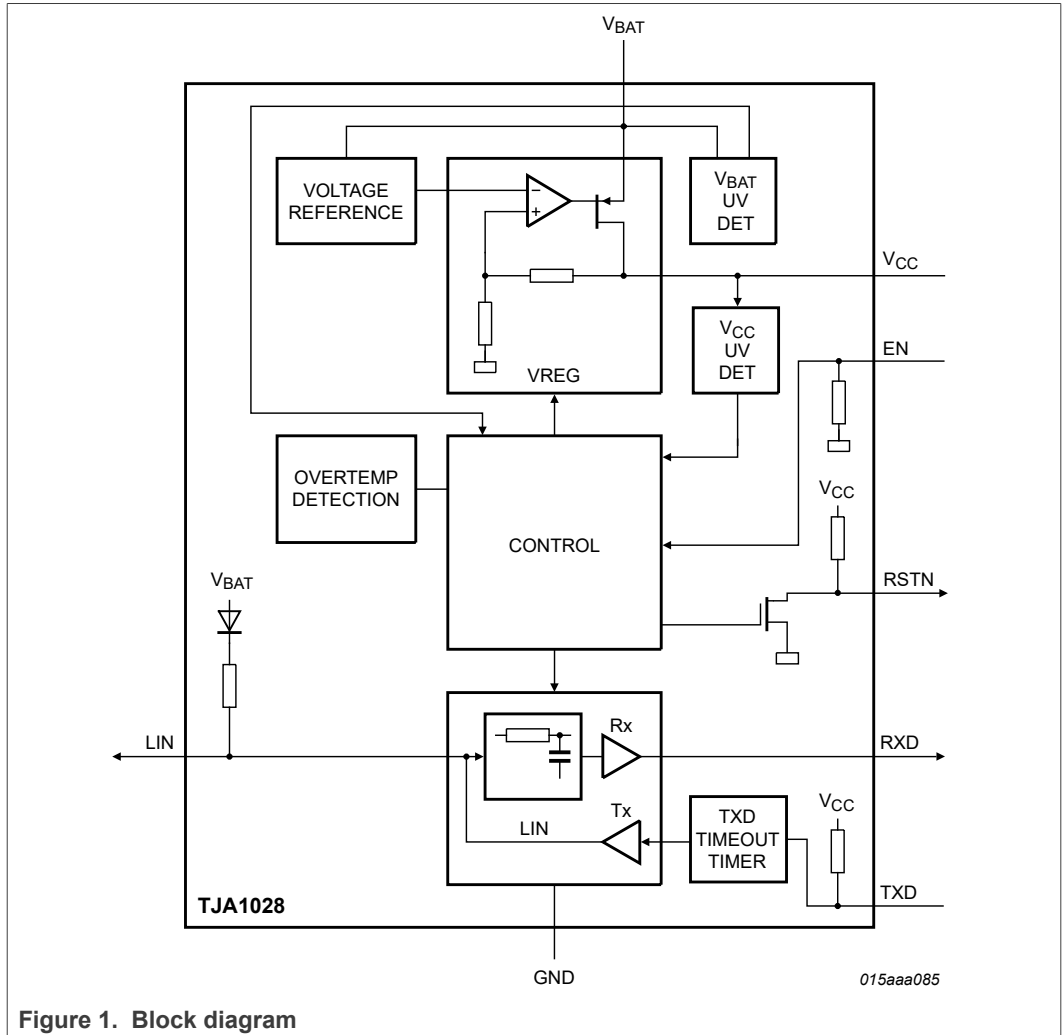 VBAT
VOLTAGE
REFERENCE
−
+
VREG
VBAT
UV
DET
VCC
VCC
UV
DET
EN
OVERTEMP
DETECTION
CONTROL
VCC
RSTN
VBAT
LIN
Rx
RXD
Tx
LIN
TXD
TIMEOUT
TIMER
VCC
TXD
TJA1028
GND
015aaa085
Figure 1. Block diagram